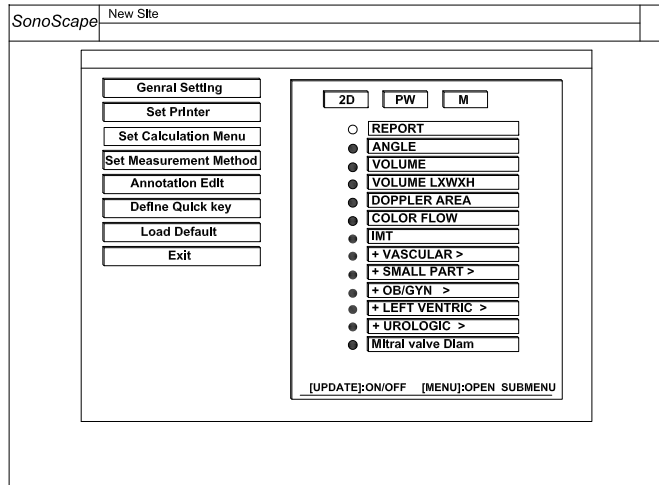 SonoScape
New Site
Genral Setting
Set Printer
Set Calculation Menu
Set Measurement Method
Annotation Edit
Define Quick key
Load Default
Exit
2D PW M
REPORT
ANGLE
VOLUME
VOLUME LXWXH
DOPPLER AREA
COLOR FLOW
IMT
+ VASCULAR >
+ SMALL PART >
+ OB/GYN >
+ LEFT VENTRIC >
+ UROLOGIC >
Mitral valve Diam
[UPDATE]:ON/OFF [MENU]:OPEN SUBMENU